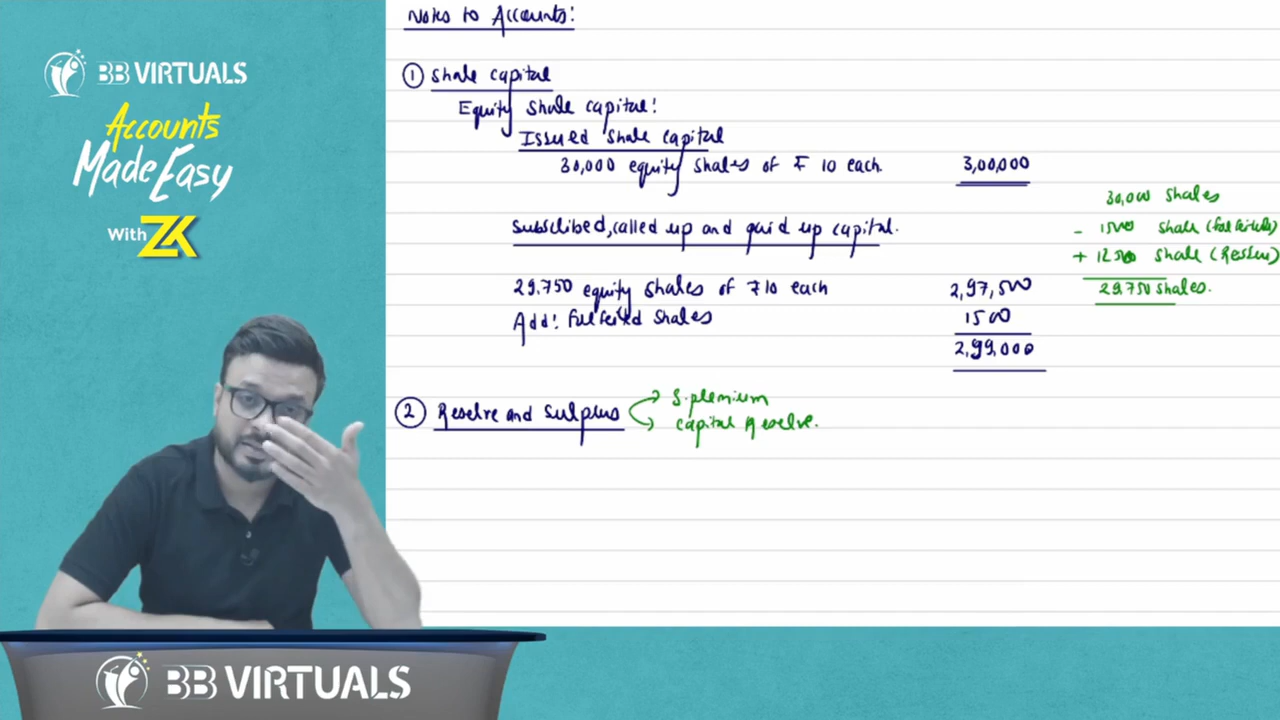 BB VIRTUALS
Accounts
Made Easy
With ZK
Notes to Accounts:
① Share capital
Equity Share capital:
Issued Share capital
30,000 equity shares of ₹ 10 each. 3,00,000
Subscribed, called up and paid up capital.
29,750 equity shares of ₹10 each 2,97,500
Add: forfeited shares 1500
2,99,000
30,000 shares
- 1500 share (forfeiture)
+ 1250 share (Reissue)
29750 shares.
② Reserve and Surplus
S. premium
capital Reserve.
BB VIRTUALS